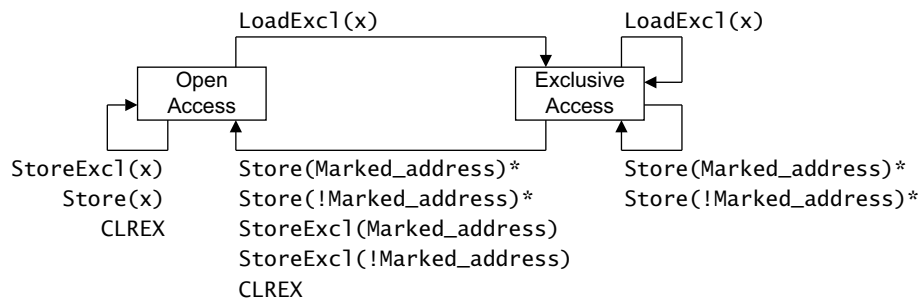 LoadExcl(x)
LoadExcl(x)
Open
Access
Exclusive
Access
StoreExcl(x)
Store(x)
CLREX
Store(Marked_address)*
Store(!Marked_address)*
StoreExcl(Marked_address)
StoreExcl(!Marked_address)
CLREX
Store(Marked_address)*
Store(!Marked_address)*